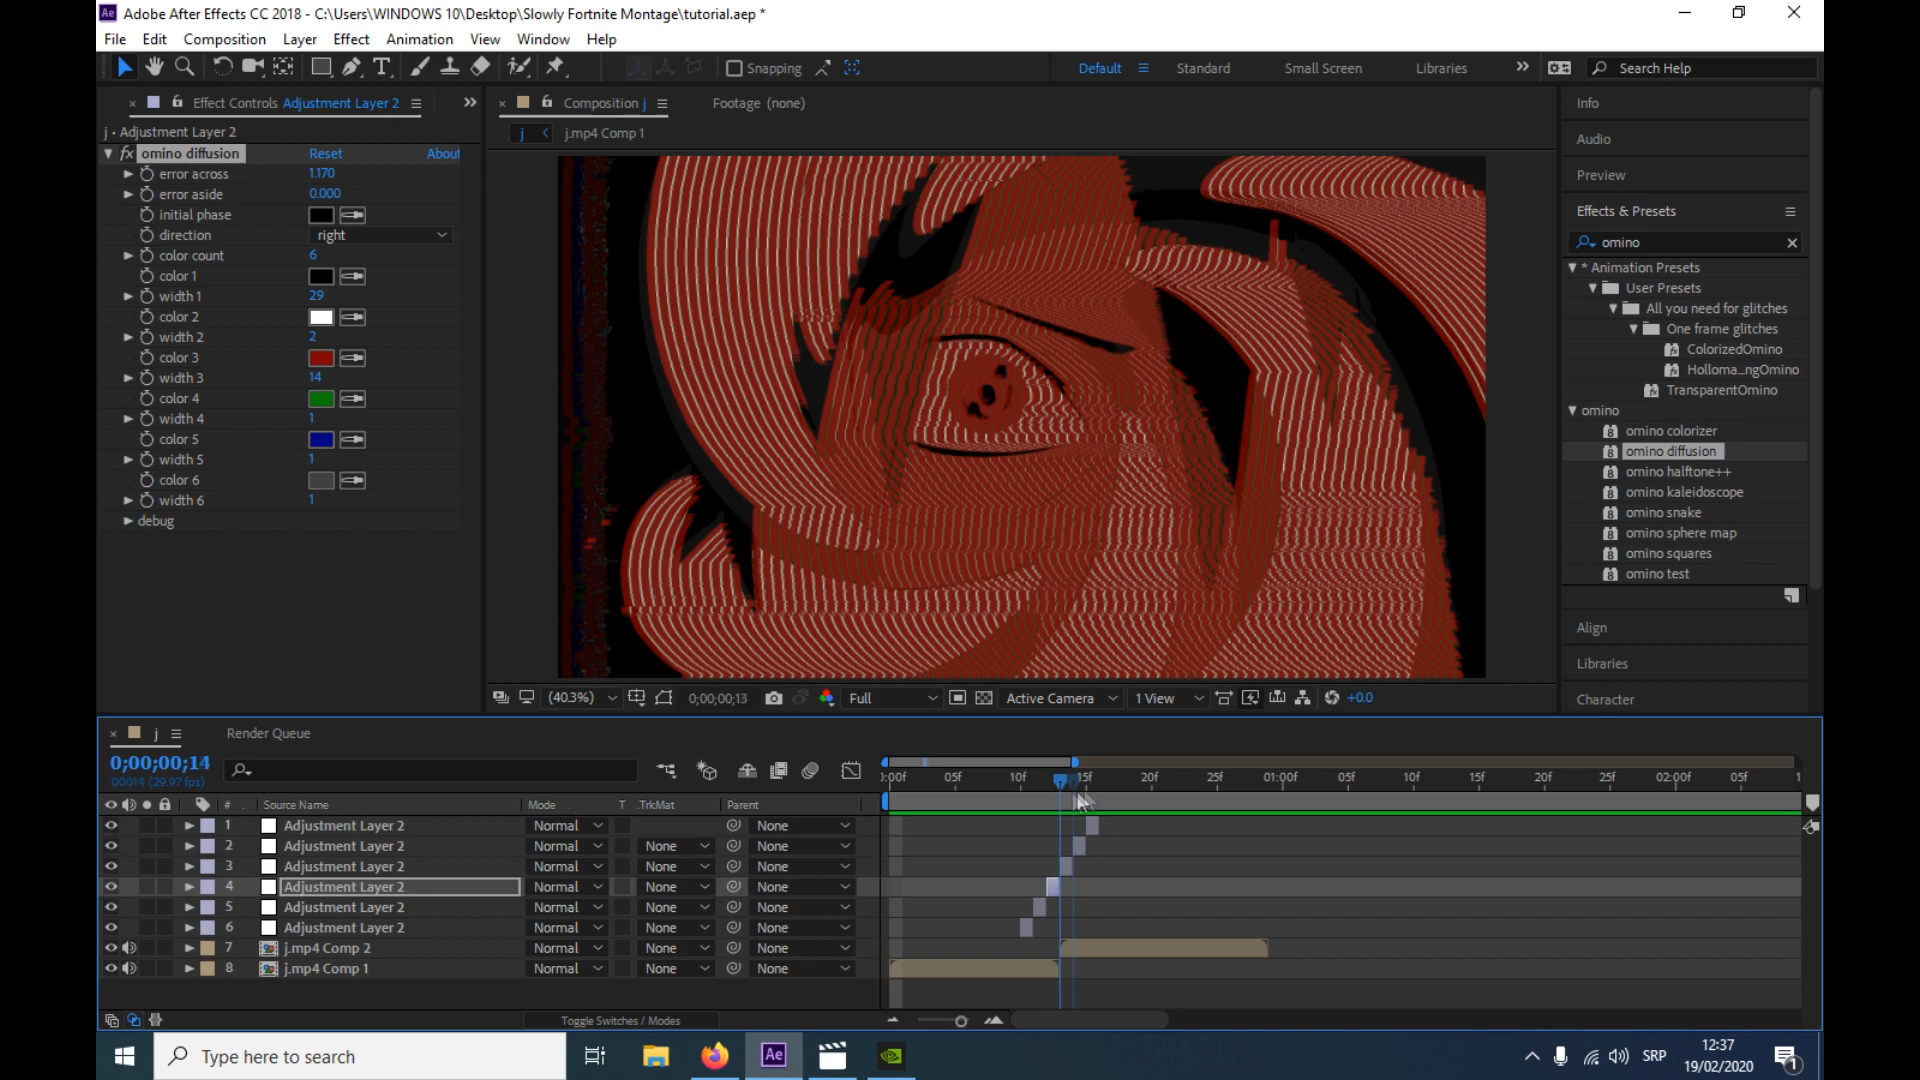 Adobe After Effects CC 2018 - C:\Users\WINDOWS 10\Desktop\Slowly Fortnite Montage\tutorial.aep *
File Edit Composition Layer Effect Animation View Window Help
Snapping Default Standard Small Screen Libraries Search Help
Effect Controls Adjustment Layer 2 Composition j Footage (none) Info
j • Adjustment Layer 2 j j.mp4 Comp 1
Audio
Preview
Effects & Presets
omino
fx omino diffusion Reset About
error across 1.170
error aside 0.000
initial phase
direction right
color count 6
color 1
width 1 29
color 2
width 2 2
color 3
width 3 14
color 4
width 4 1
color 5
width 5 1
color 6
width 6 1
debug
* Animation Presets
User Presets
All you need for glitches
One frame glitches
ColorizedOmino
Holloma...ngOmino
TransparentOmino
omino
omino colorizer
omino diffusion
omino halftone++
omino kaleidoscope
omino snake
omino sphere map
omino squares
omino test
Align
Libraries
Character
(40.3%) 0;00;00;13 Full Active Camera 1 View +0.0
j Render Queue
0;00;00;14
00014 (29.97 fps)
):00f 05f 10f 15f 20f 25f 01:00f 05f 10f 15f 20f 25f 02:00f 05f 1
# Source Name Mode T .TrkMat Parent
1 Adjustment Layer 2 Normal None
2 Adjustment Layer 2 Normal None None
3 Adjustment Layer 2 Normal None None
4 Adjustment Layer 2 Normal None None
5 Adjustment Layer 2 Normal None None
6 Adjustment Layer 2 Normal None None
7 j.mp4 Comp 2 Normal None None
8 j.mp4 Comp 1 Normal None None
Toggle Switches / Modes
Type here to search Ae SRP 12:37
19/02/2020 1